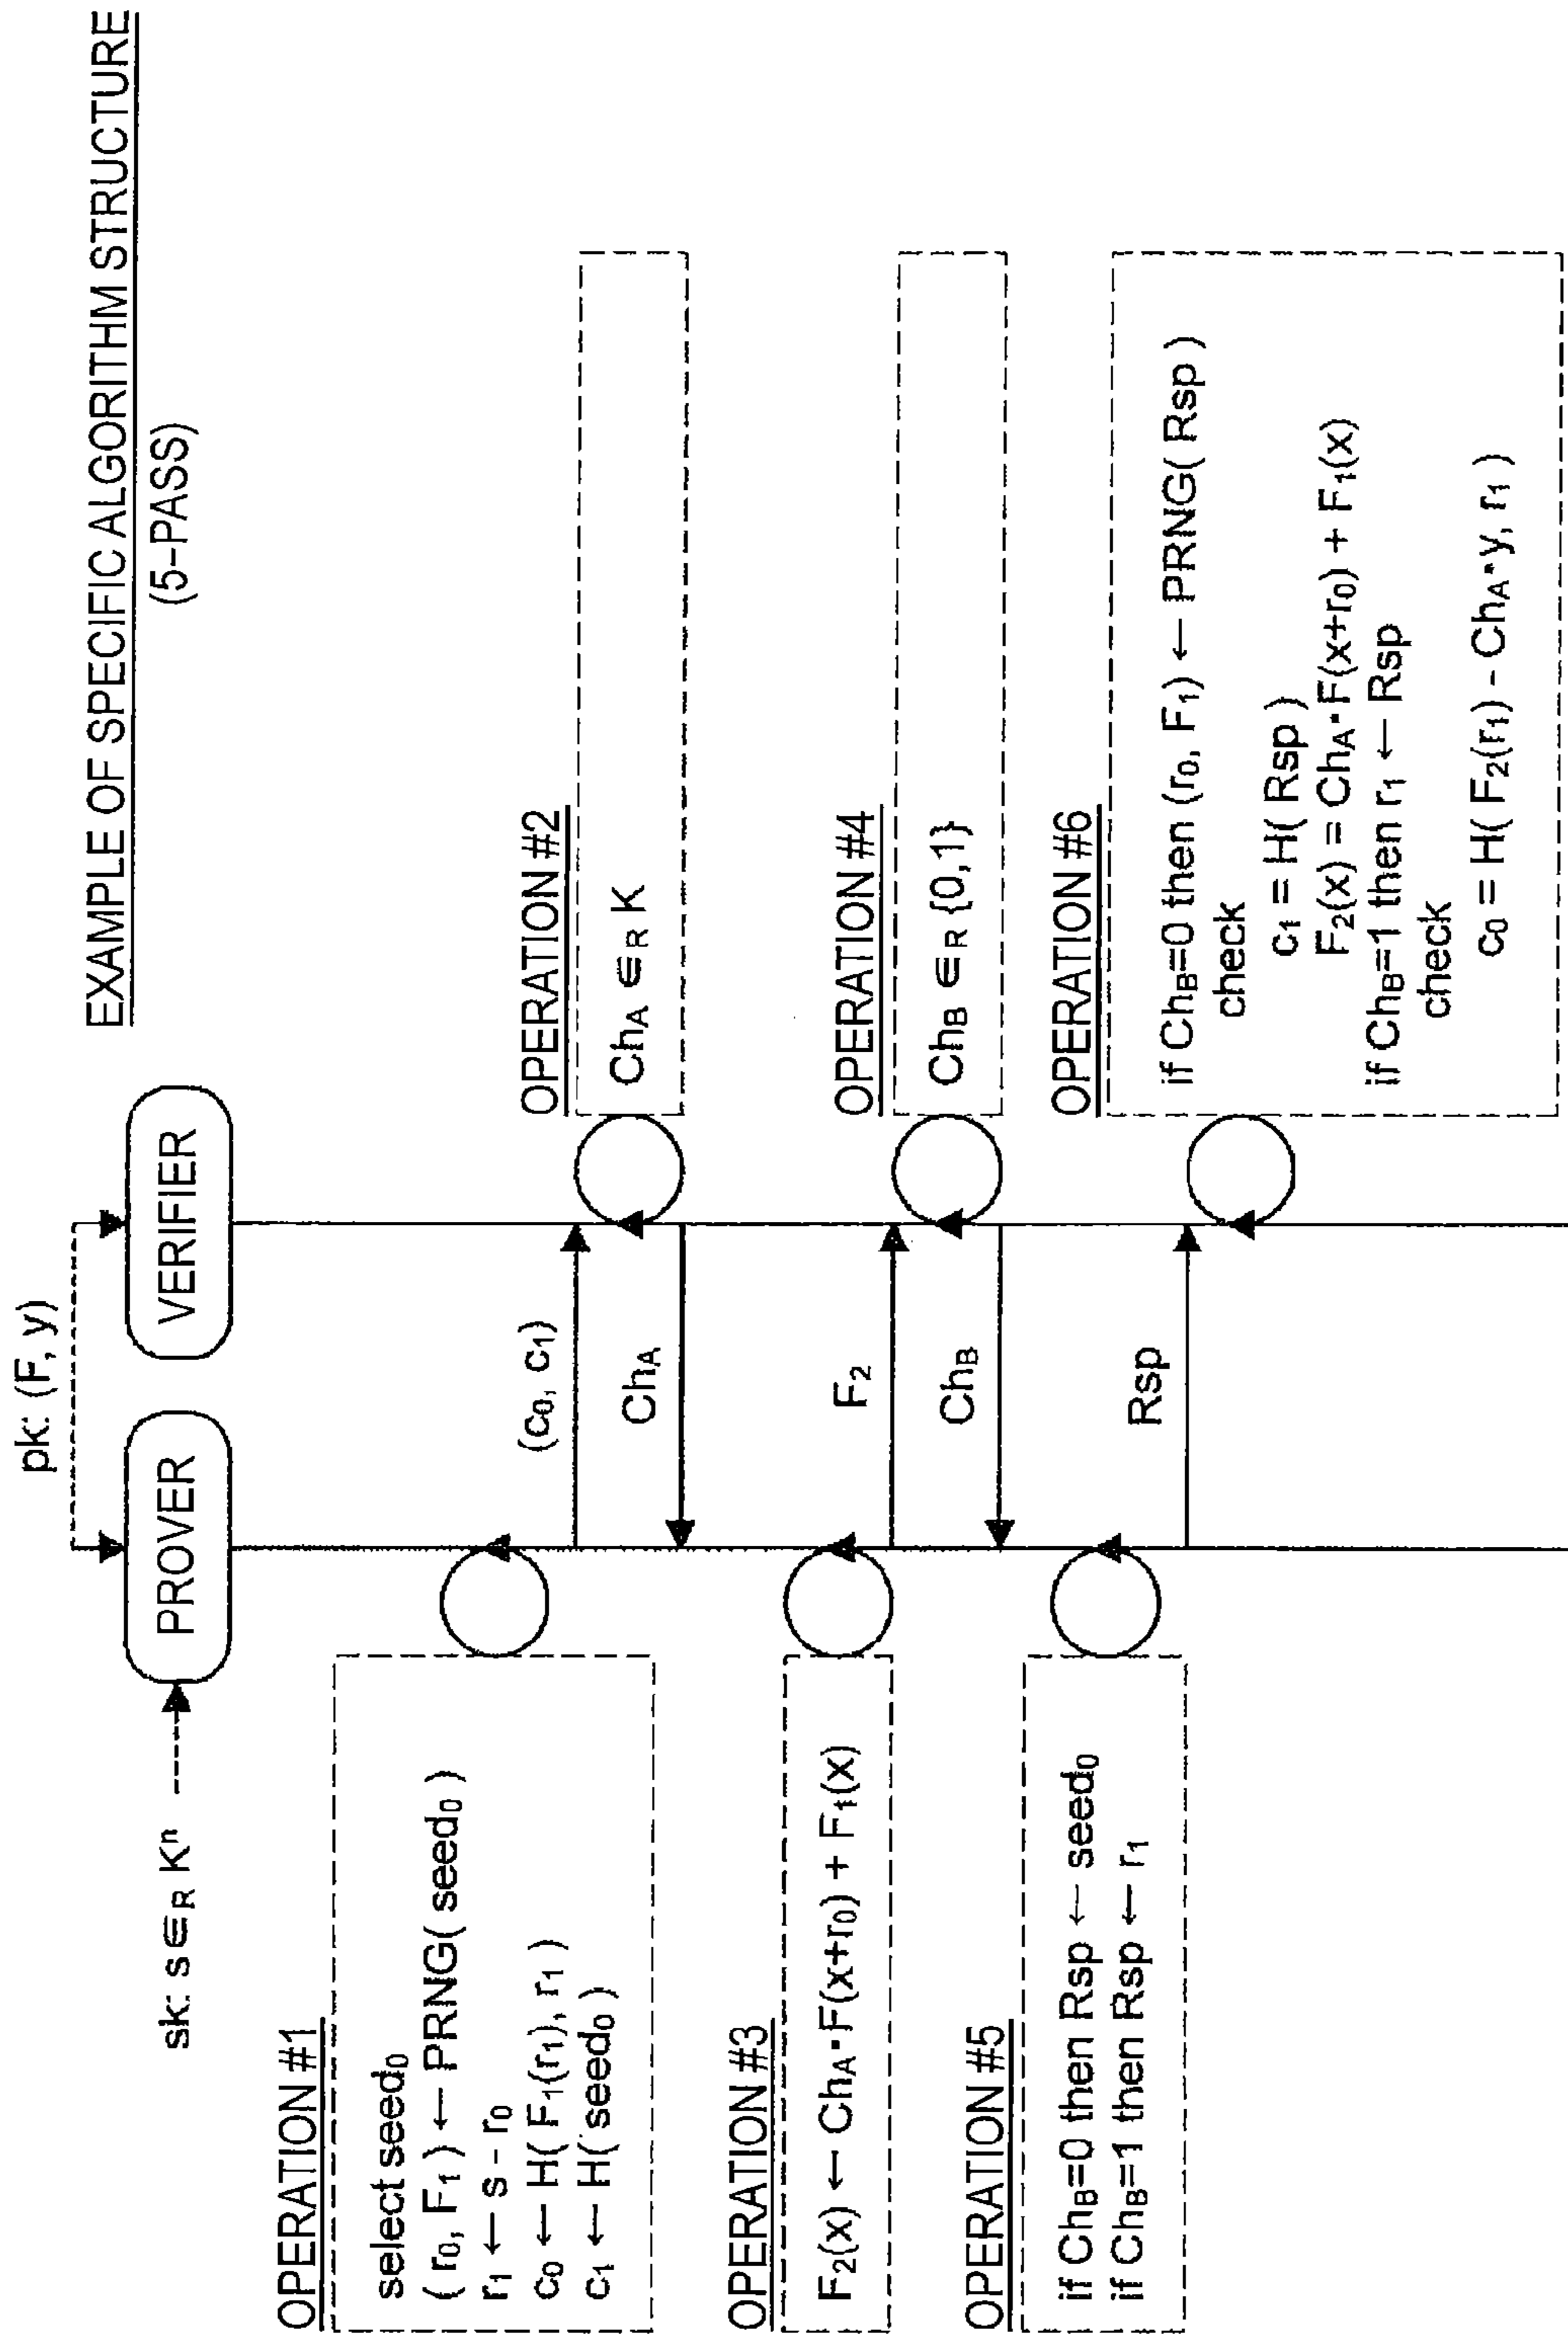 EXAMPLE OF SPECIFIC ALGORITHM STRUCTURE
(5-PASS)
pk: (F, y)
sk: s ∈R Kⁿ
PROVER
VERIFIER
OPERATION #1
select seed₀
( r₀, F₁ ) ← PRNG( seed₀ )
r₁ ← s - r₀
c₀ ← H( F₁(r₁), r₁ )
c₁ ← H( seed₀ )
(c₀, c₁)
OPERATION #2
ChA ∈R K
ChA
OPERATION #3
F₂(x) ← ChA・F(x+r₀) + F₁(x)
F₂
OPERATION #4
ChB ∈R {0,1}
ChB
OPERATION #5
if ChB=0 then Rsp ← seed₀
if ChB=1 then Rsp ← r₁
Rsp
OPERATION #6
if ChB=0 then (r₀, F₁) ← PRNG( Rsp )
check
c₁ = H( Rsp )
F₂(x) = ChA・F(x+r₀) + F₁(x)
if ChB=1 then r₁ ← Rsp
check
c₀ = H( F₂(r₁) - ChA・y, r₁ )